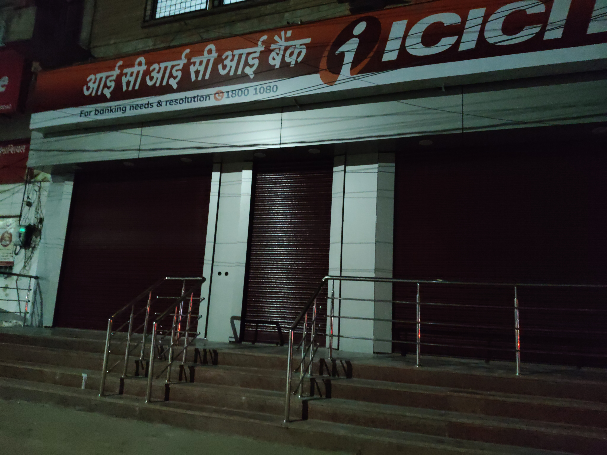 आई सी आई सी आई बैंक
i ICICI
For banking needs & resolution 1800 1080